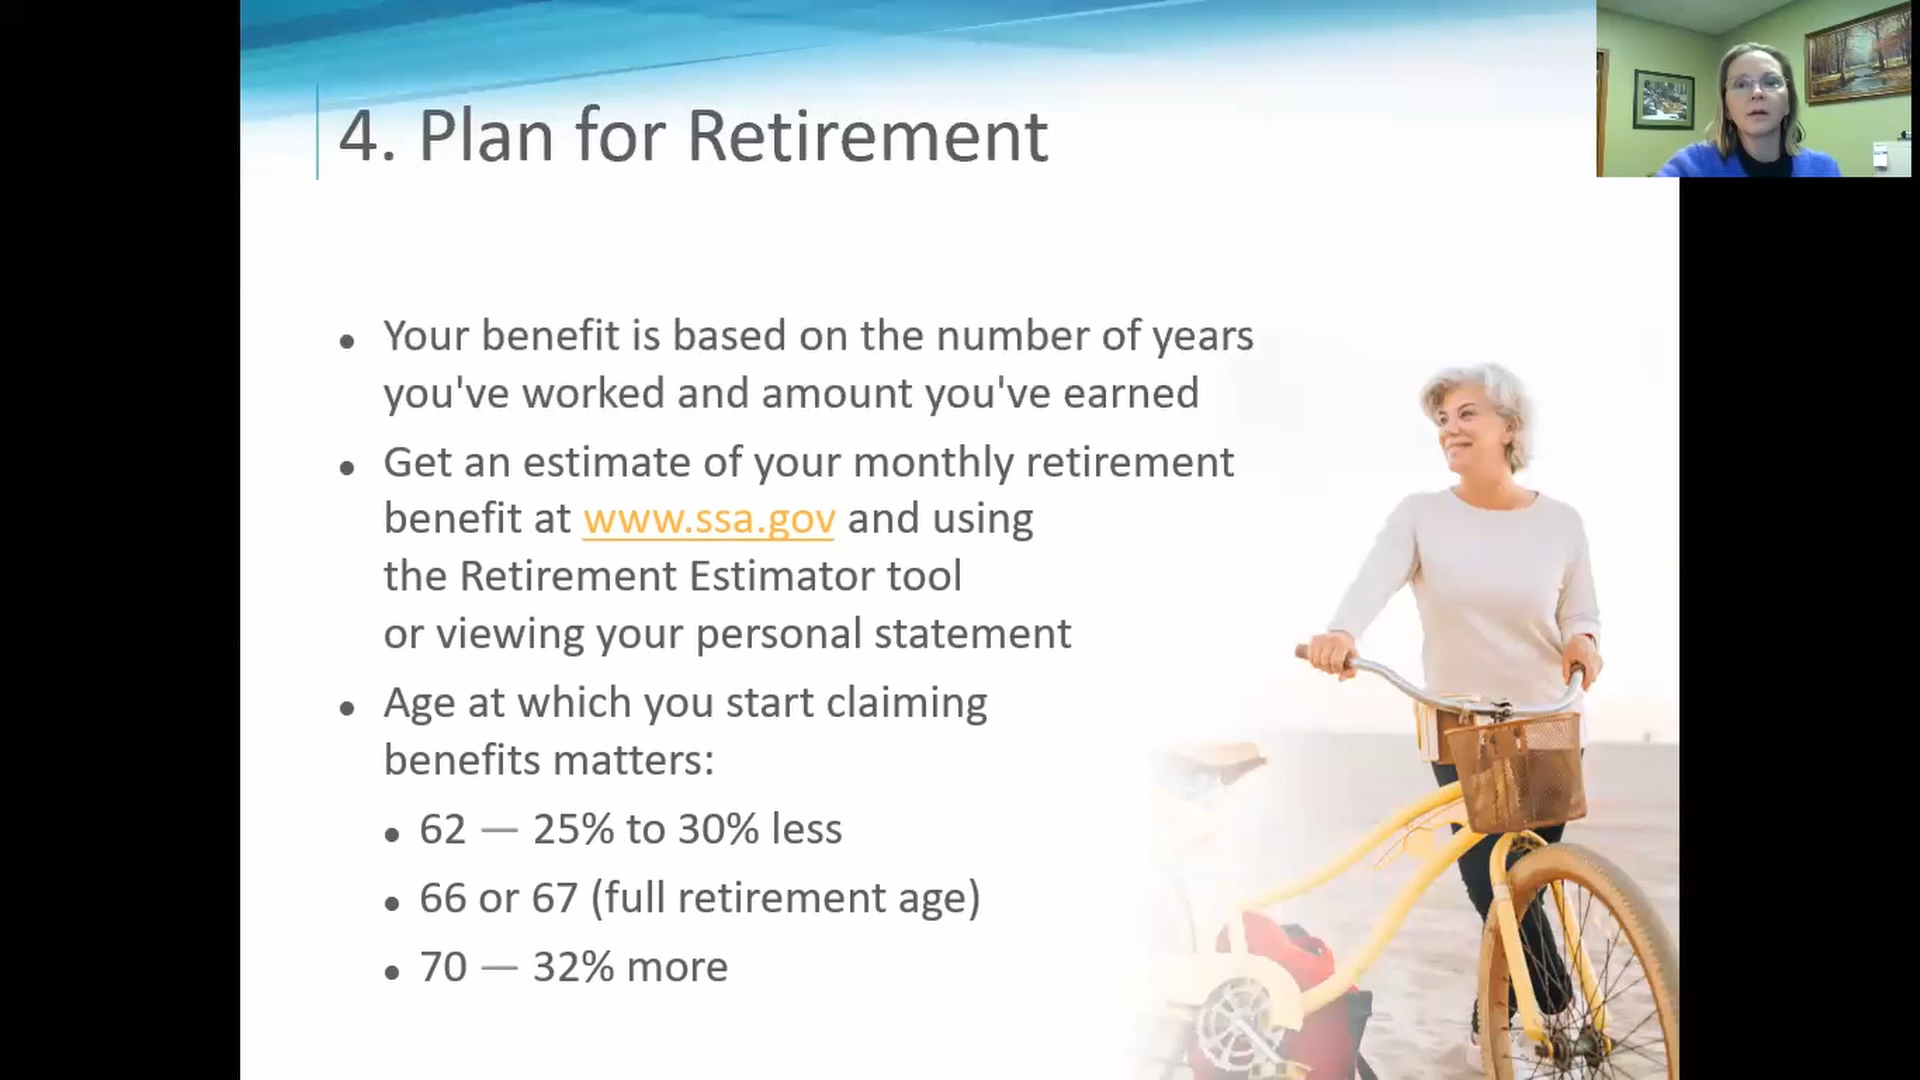 4. Plan for Retirement
• Your benefit is based on the number of years
you've worked and amount you've earned
• Get an estimate of your monthly retirement
benefit at www.ssa.gov and using
the Retirement Estimator tool
or viewing your personal statement
• Age at which you start claiming
benefits matters:
• 62 — 25% to 30% less
• 66 or 67 (full retirement age)
• 70 — 32% more